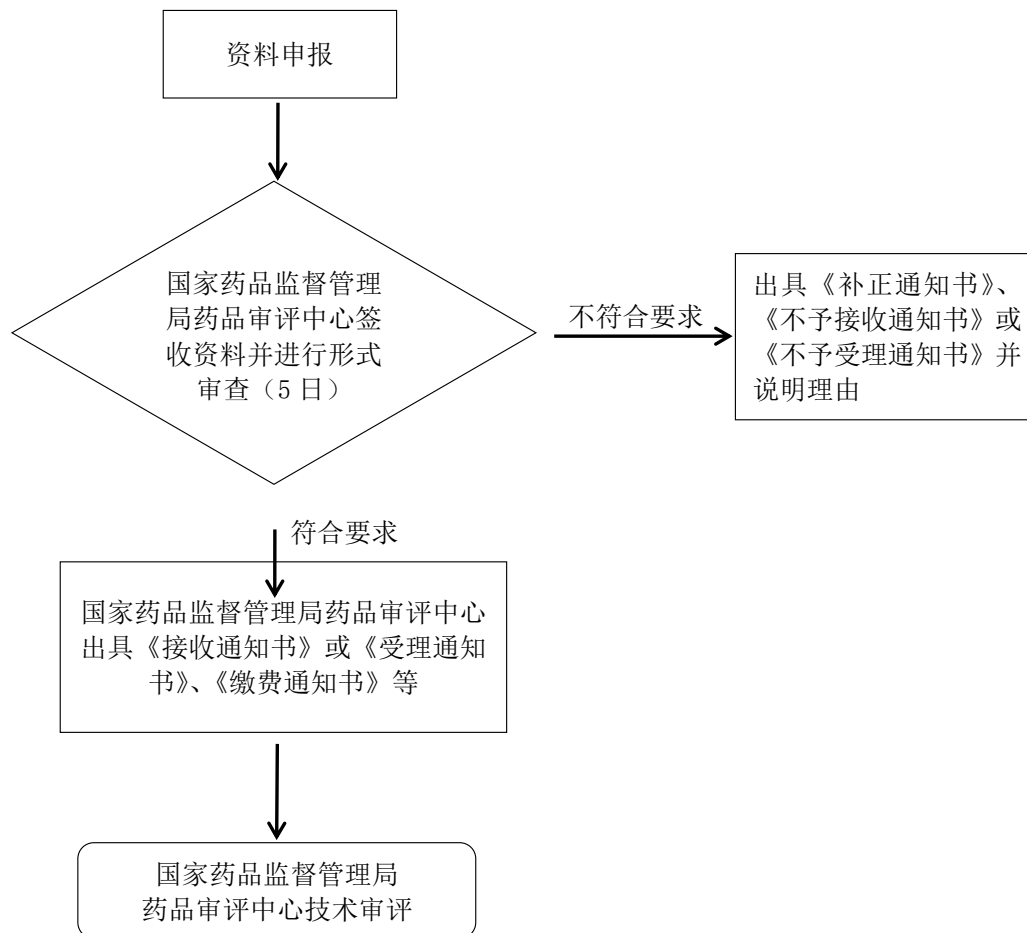 资料申报
国家药品监督管理
局药品审评中心签
收资料并进行形式
审查（5 日）
不符合要求
出具《补正通知书》、
《不予接收通知书》或
《不予受理通知书》并
说明理由
符合要求
国家药品监督管理局药品审评中心
出具《接收通知书》或《受理通知
书》、《缴费通知书》等
国家药品监督管理局
药品审评中心技术审评